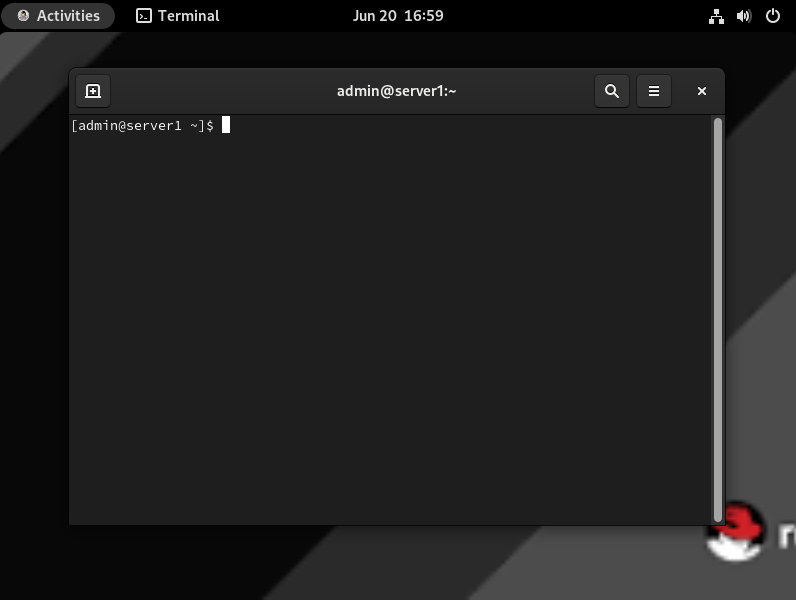 Activities Terminal Jun 20 16:59
admin@server1:~
[admin@server1 ~]$